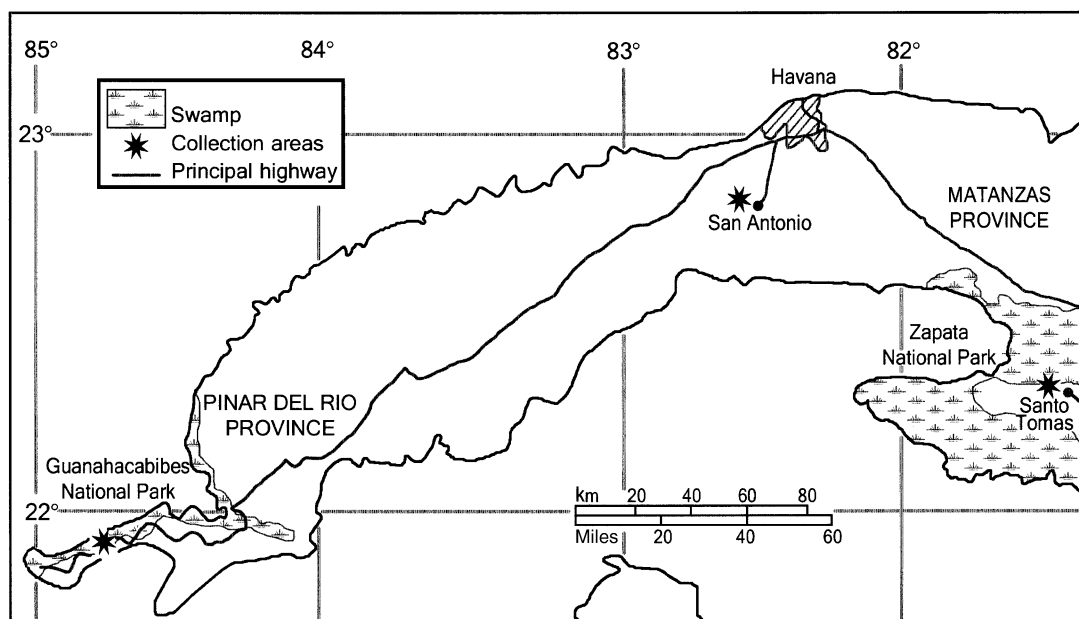 85°
84°
83°
82°
Havana
Swamp
23°
Collection areas
Principal highway
MATANZAS
PROVINCE
San Antonio
Zapata
National Park
PINAR DEL RIO
PROVINCE
Santo
Tomas
Guanahacabibes
National Park
22°
km 20 40 60 80
Miles 20 40 60